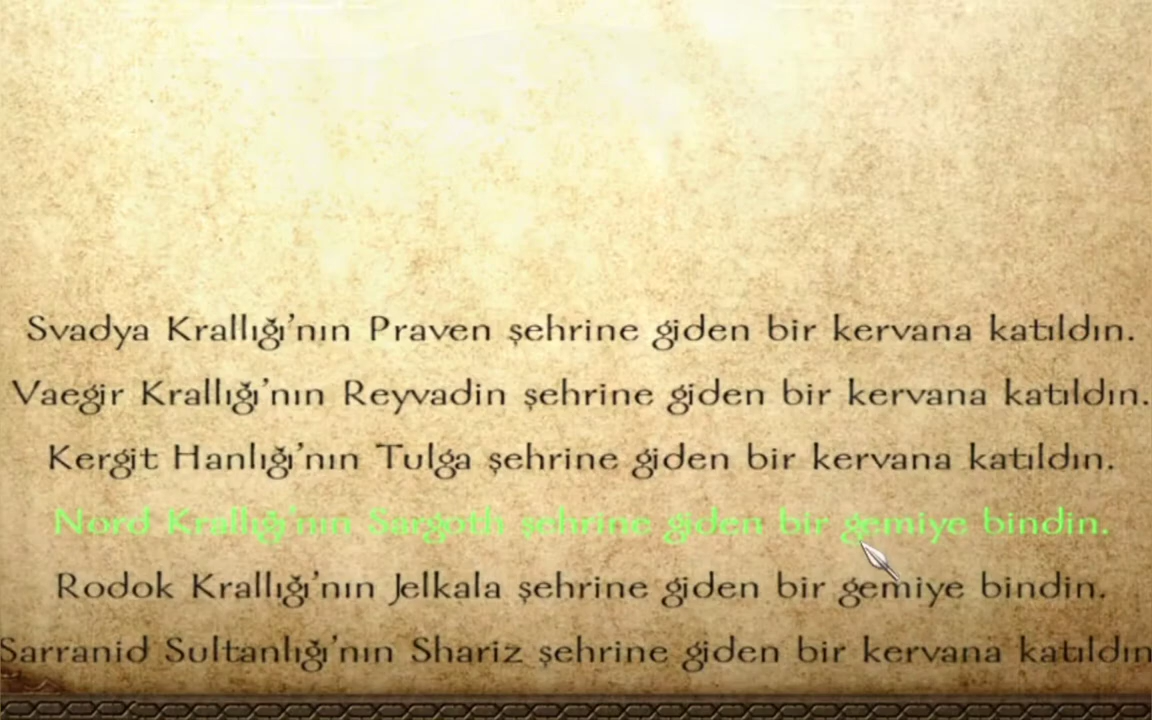 Svadya Krallığı'nın Praven şehrine giden bir kervana katıldın.
Vaegir Krallığı'nın Reyvadin şehrine giden bir kervana katıldın.
Kergit Hanlığı'nın Tulga şehrine giden bir kervana katıldın.
Nord Krallığı'nın Sargoth şehrine giden bir gemiye bindin.
Rodok Krallığı'nın Jelkala şehrine giden bir gemiye bindin.
Sarranid Sultanlığı'nın Shariz şehrine giden bir kervana katıldın